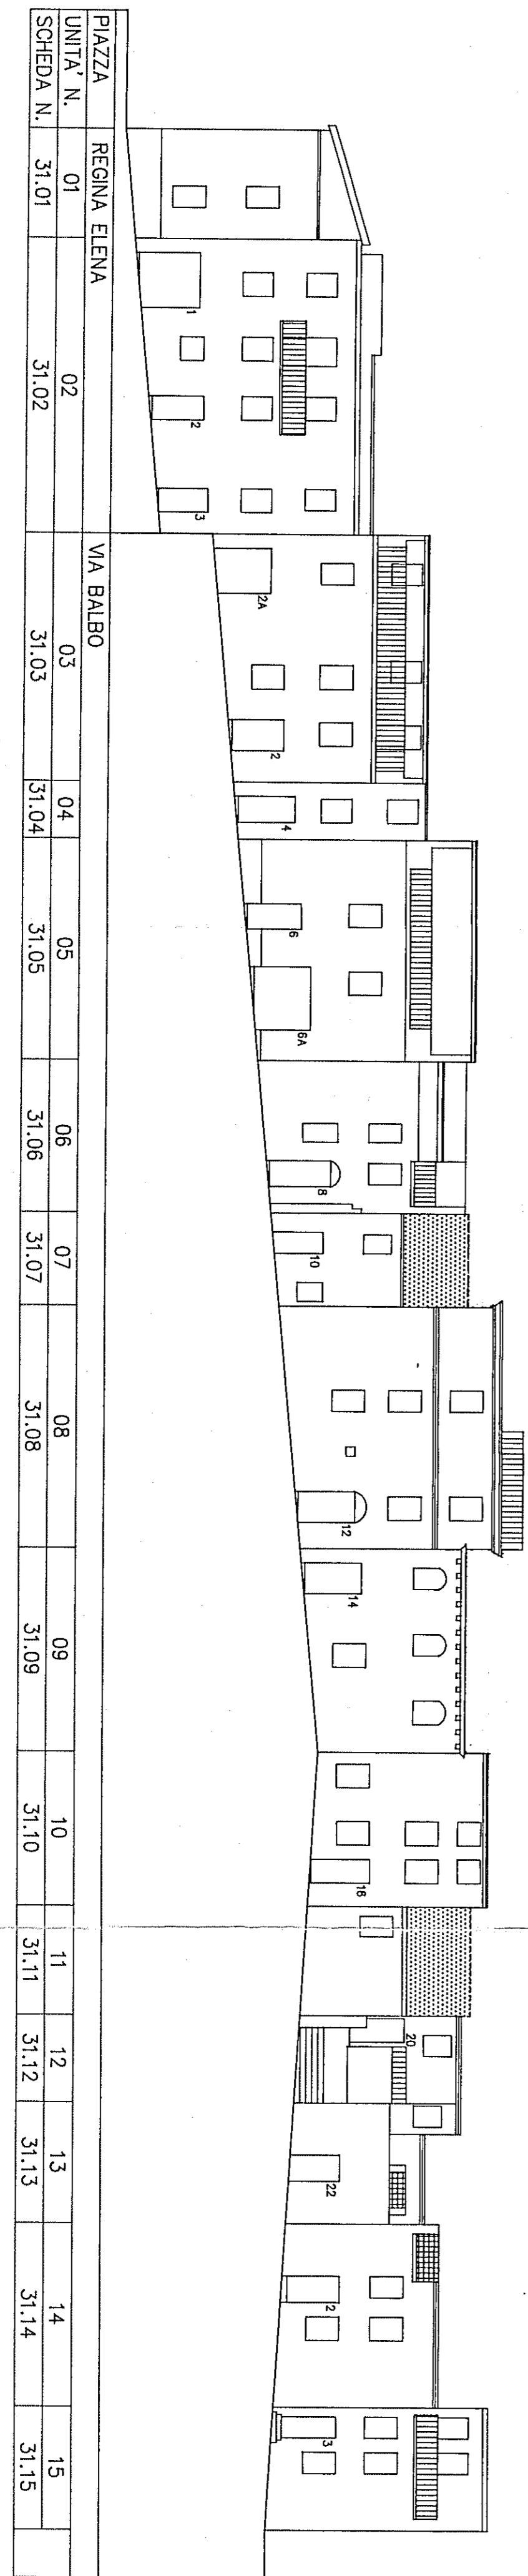 1 2 3 2A 2 4 6 6A 8 10 12 14 18 20 22 2 3
PIAZZA REGINA ELENA VIA BALBO
UNITA' N. 01 02 03 04 05 06 07 08 09 10 11 12 13 14 15
SCHEDA N. 31.01 31.02 31.03 31.04 31.05 31.06 31.07 31.08 31.09 31.10 31.11 31.12 31.13 31.14 31.15